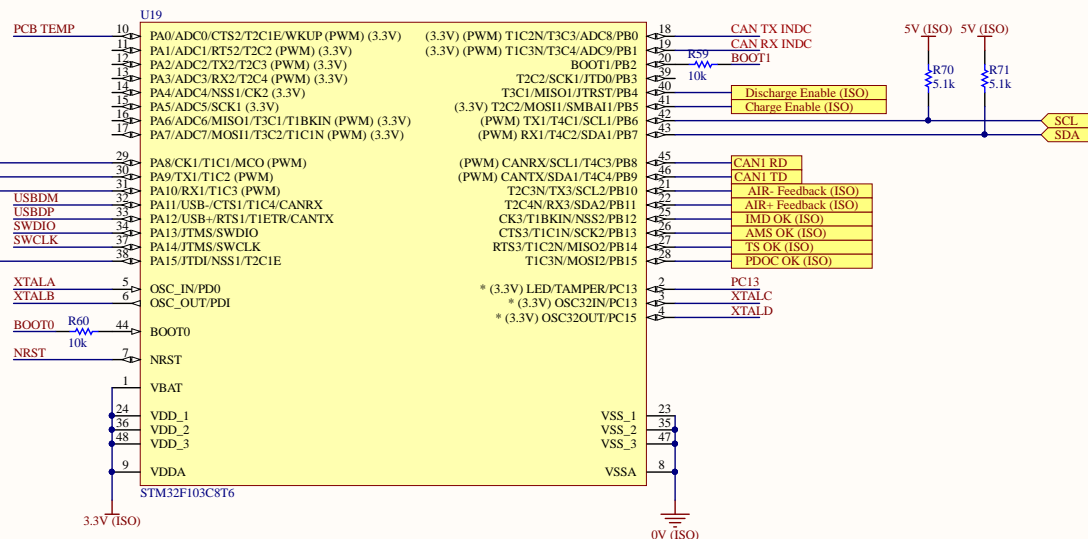 U19
PCB TEMP 10 PA0/ADC0/CTS2/T2C1E/WKUP (PWM) (3.3V) (3.3V) (PWM) T1C2N/T3C3/ADC8/PB0 18 CAN TX INDC
11 PA1/ADC1/RT52/T2C2 (PWM) (3.3V) (3.3V) (PWM) T1C3N/T3C4/ADC9/PB1 19 CAN RX INDC
12 PA2/ADC2/TX2/T2C3 (PWM) (3.3V) BOOT1/PB2 20 R59 10k BOOT1
13 PA3/ADC3/RX2/T2C4 (PWM) (3.3V) T2C2/SCK1/JTD0/PB3 39
14 PA4/ADC4/NSS1/CK2 (3.3V) T3C1/MISO1/JTRST/PB4 40 Discharge Enable (ISO)
15 PA5/ADC5/SCK1 (3.3V) (3.3V) T2C2/MOSI1/SMBAI1/PB5 41 Charge Enable (ISO)
16 PA6/ADC6/MISO1/T3C1/T1BKIN (PWM) (3.3V) (PWM) TX1/T4C1/SCL1/PB6 42 SCL
17 PA7/ADC7/MOSI1/T3C2/T1C1N (PWM) (3.3V) (PWM) RX1/T4C2/SDA1/PB7 43 SDA
5V (ISO) 5V (ISO)
R70 5.1k R71 5.1k
29 PA8/CK1/T1C1/MCO (PWM) (PWM) CANRX/SCL1/T4C3/PB8 45 CAN1 RD
30 PA9/TX1/T1C2 (PWM) (PWM) CANTX/SDA1/T4C4/PB9 46 CAN1 TD
31 PA10/RX1/T1C3 (PWM) T2C3N/TX3/SCL2/PB10 21 AIR- Feedback (ISO)
USBDM 32 PA11/USB-/CTS1/T1C4/CANRX T2C4N/RX3/SDA2/PB11 22 AIR+ Feedback (ISO)
USBDP 33 PA12/USB+/RTS1/T1ETR/CANTX CK3/T1BKIN/NSS2/PB12 25 IMD OK (ISO)
SWDIO 34 PA13/JTMS/SWDIO CTS3/T1C1N/SCK2/PB13 26 AMS OK (ISO)
SWCLK 37 PA14/JTMS/SWCLK RTS3/T1C2N/MISO2/PB14 27 TS OK (ISO)
38 PA15/JTDI/NSS1/T2C1E T1C3N/MOSI2/PB15 28 PDOC OK (ISO)
XTALA 5 OSC_IN/PD0 * (3.3V) LED/TAMPER/PC13 2 PC13
XTALB 6 OSC_OUT/PDI * (3.3V) OSC32IN/PC13 3 XTALC
* (3.3V) OSC32OUT/PC15 4 XTALD
BOOT0 R60 10k 44 BOOT0
NRST 7 NRST
1 VBAT
24 VDD_1 VSS_1 23
36 VDD_2 VSS_2 35
48 VDD_3 VSS_3 47
9 VDDA VSSA 8
STM32F103C8T6
3.3V (ISO) 0V (ISO)